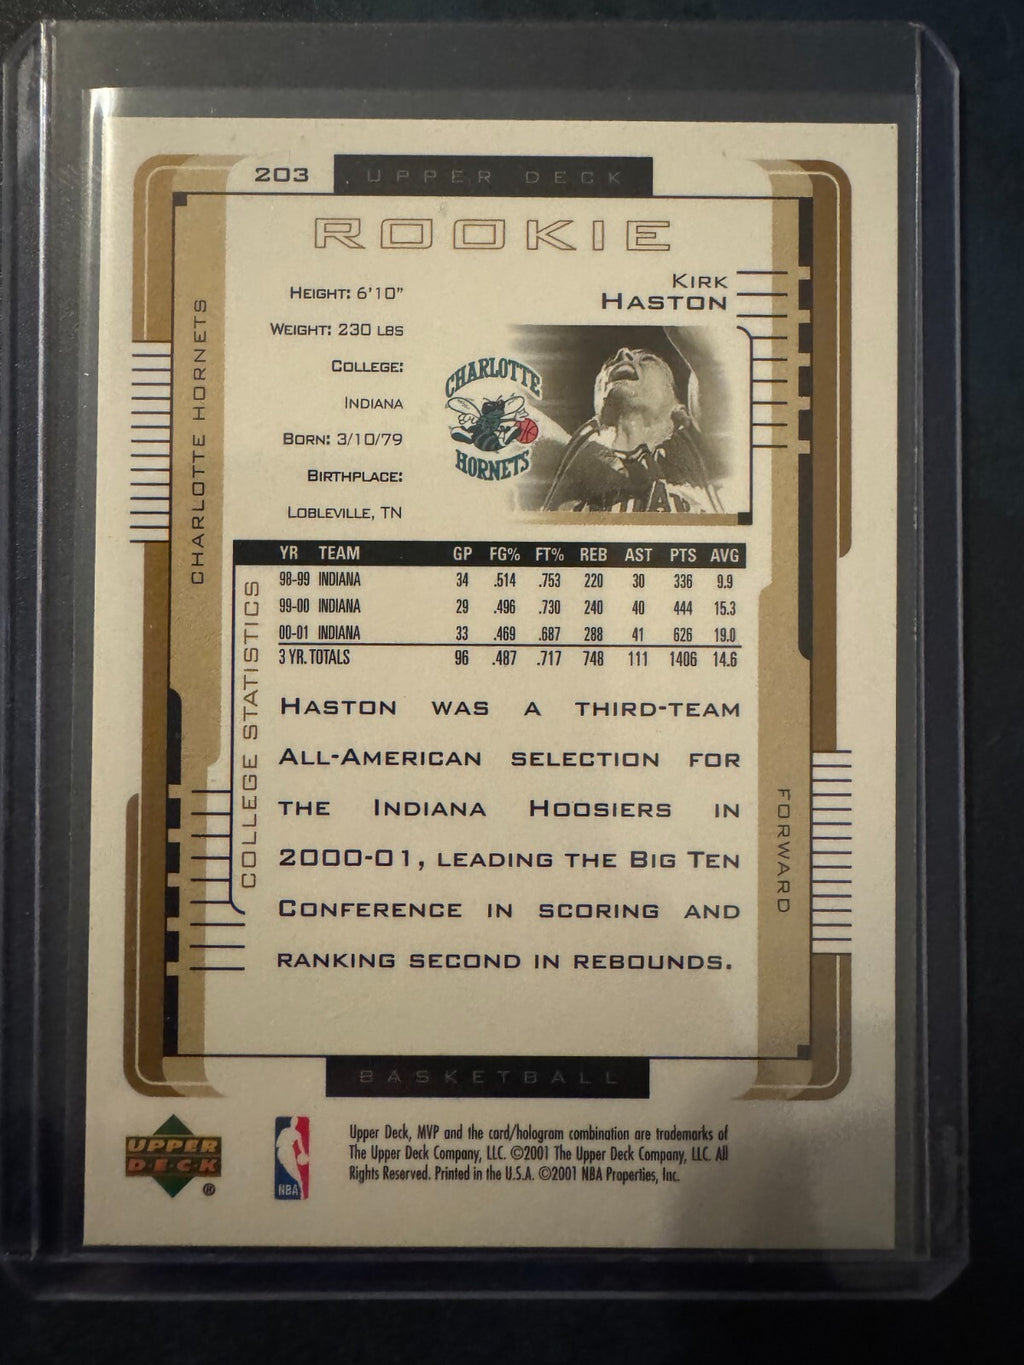 203
UPPER DECK
ROOKIE
KIRK
HASTON
HEIGHT: 6'10"
WEIGHT: 230 LBS
COLLEGE:
INDIANA
BORN: 3/10/79
BIRTHPLACE:
LOBLEVILLE, TN
CHARLOTTE
HORNETS
CHARLOTTE HORNETS
YR TEAM GP FG% FT% REB AST PTS AVG
98-99 INDIANA 34 .514 .753 220 30 336 9.9
99-00 INDIANA 29 .496 .730 240 40 444 15.3
00-01 INDIANA 33 .469 .687 288 41 626 19.0
3 YR. TOTALS 96 .487 .717 748 111 1406 14.6
COLLEGE STATISTICS
HASTON WAS A THIRD-TEAM
ALL-AMERICAN SELECTION FOR
THE INDIANA HOOSIERS IN
2000-01, LEADING THE BIG TEN
CONFERENCE IN SCORING AND
RANKING SECOND IN REBOUNDS.
FORWARD
BASKETBALL
UPPER
DECK
®
NBA
Upper Deck, MVP and the card/hologram combination are trademarks of
The Upper Deck Company, LLC. ©2001 The Upper Deck Company, LLC. All
Rights Reserved. Printed in the U.S.A. ©2001 NBA Properties, Inc.